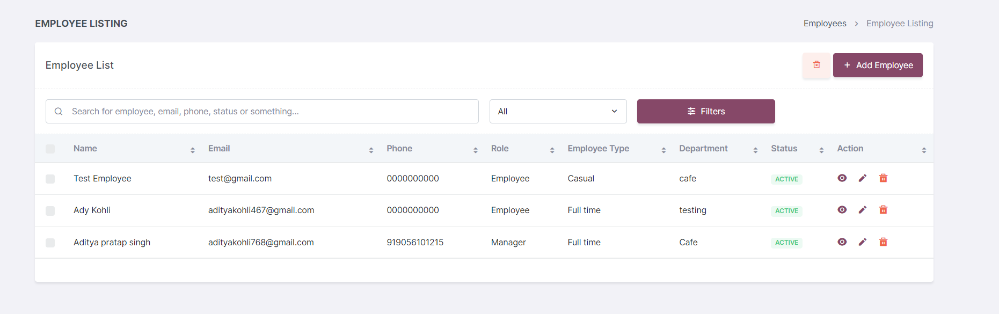 EMPLOYEE LISTING
Employees > Employee Listing
Employee List
+ Add Employee
Search for employee, email, phone, status or something...
All
Filters
Name Email Phone Role Employee Type Department Status Action
Test Employee test@gmail.com 0000000000 Employee Casual cafe ACTIVE
Ady Kohli adityakohli467@gmail.com 0000000000 Employee Full time testing ACTIVE
Aditya pratap singh adityakohli768@gmail.com 919056101215 Manager Full time Cafe ACTIVE